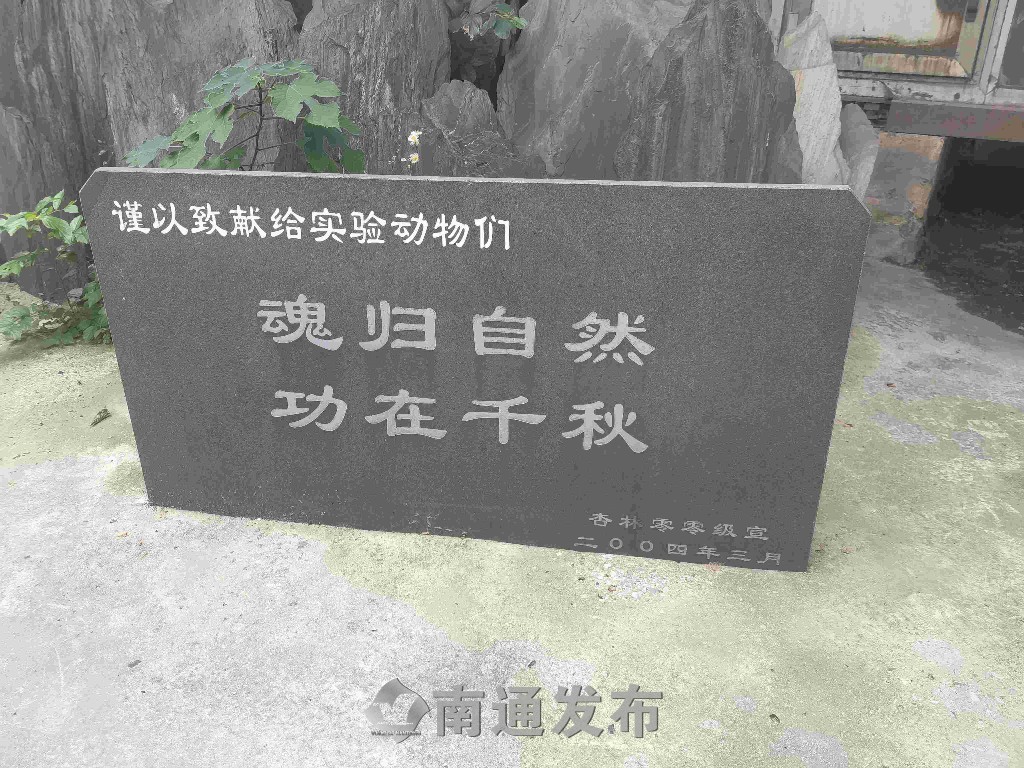 谨以致献给实验动物们
魂归自然
功在千秋
杏林零零级宣
二〇〇四年三月
南通发布